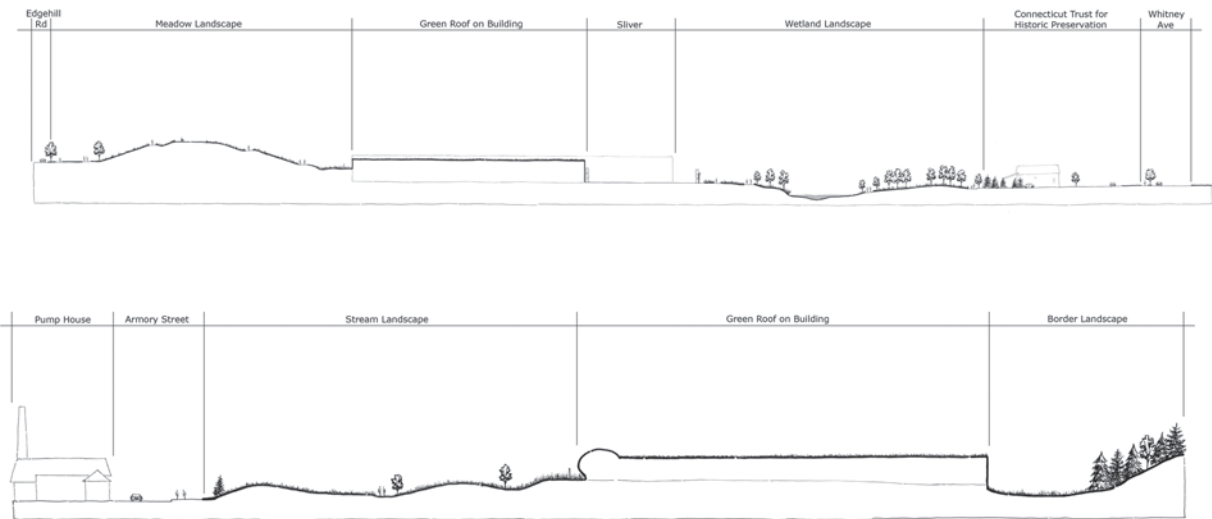 Edgehill
Rd
Meadow Landscape
Green Roof on Building
Sliver
Wetland Landscape
Connecticut Trust for
Historic Preservation
Whitney
Ave
Pump House
Armory Street
Stream Landscape
Green Roof on Building
Border Landscape